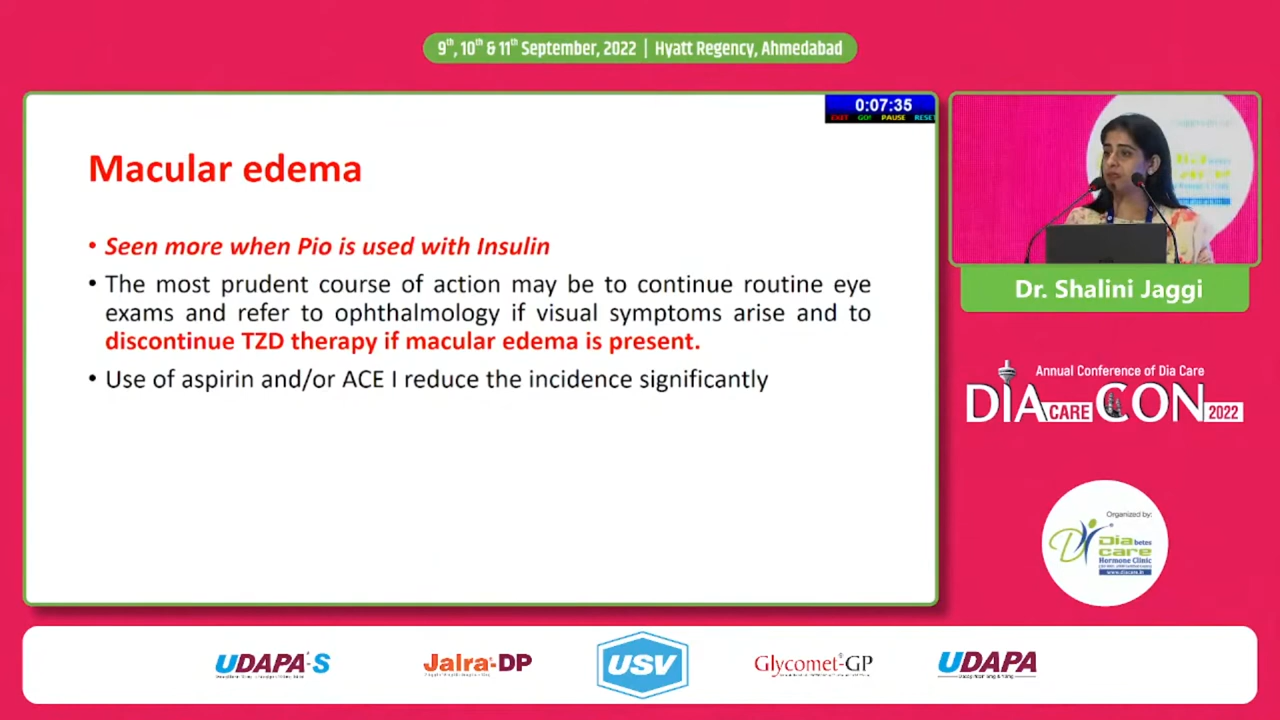 9th, 10th & 11th September, 2022 | Hyatt Regency, Ahmedabad
0:07:35
EXIT GO! PAUSE RESET
Macular edema
• Seen more when Pio is used with Insulin
• The most prudent course of action may be to continue routine eye
exams and refer to ophthalmology if visual symptoms arise and to
discontinue TZD therapy if macular edema is present.
• Use of aspirin and/or ACE I reduce the incidence significantly
Dr. Shalini Jaggi
Annual Conference of Dia Care
DIA CARE CON 2022
Organized by:
Diabetes
care
Hormone Clinic
www.diacare.in
UDAPA-S
Jalra-DP
USV
Glycomet®-GP
UDAPA